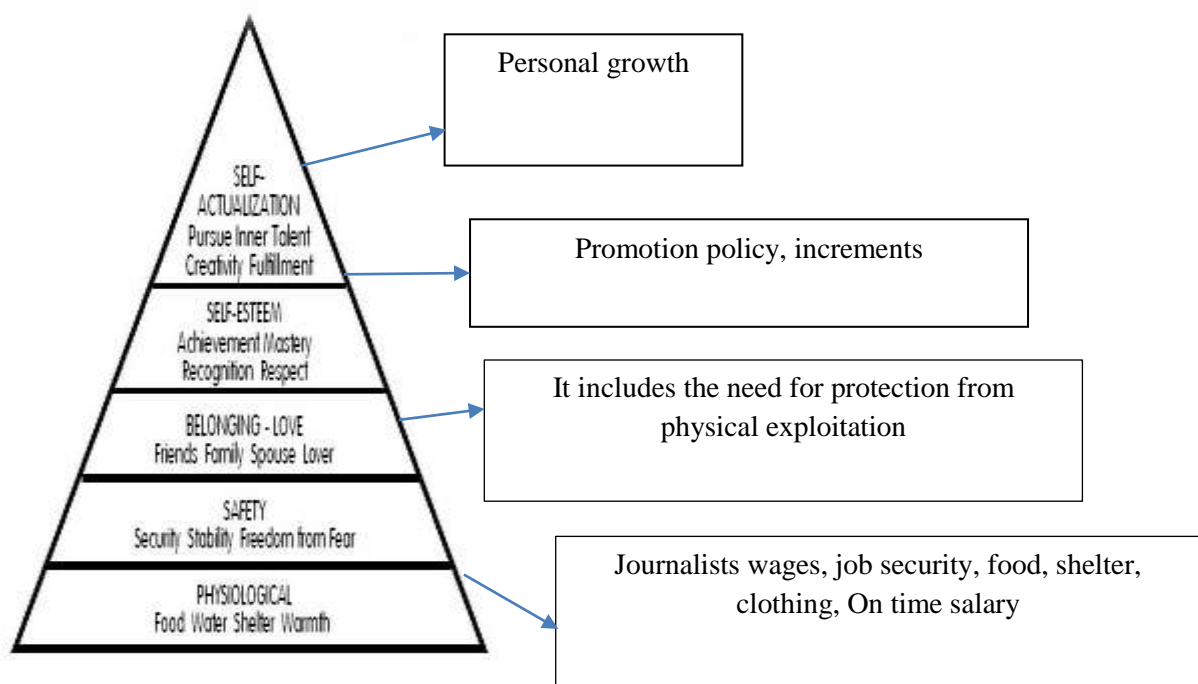 Personal growth
SELF-
ACTUALIZATION
Pursue Inner Talent
Creativity Fulfillment
Promotion policy, increments
SELF-ESTEEM
Achievement Mastery
Recognition Respect
It includes the need for protection from
physical exploitation
BELONGING - LOVE
Friends Family Spouse Lover
SAFETY
Security Stability Freedom from Fear
Journalists wages, job security, food, shelter,
clothing, On time salary
PHYSIOLOGICAL
Food Water Shelter Warmth